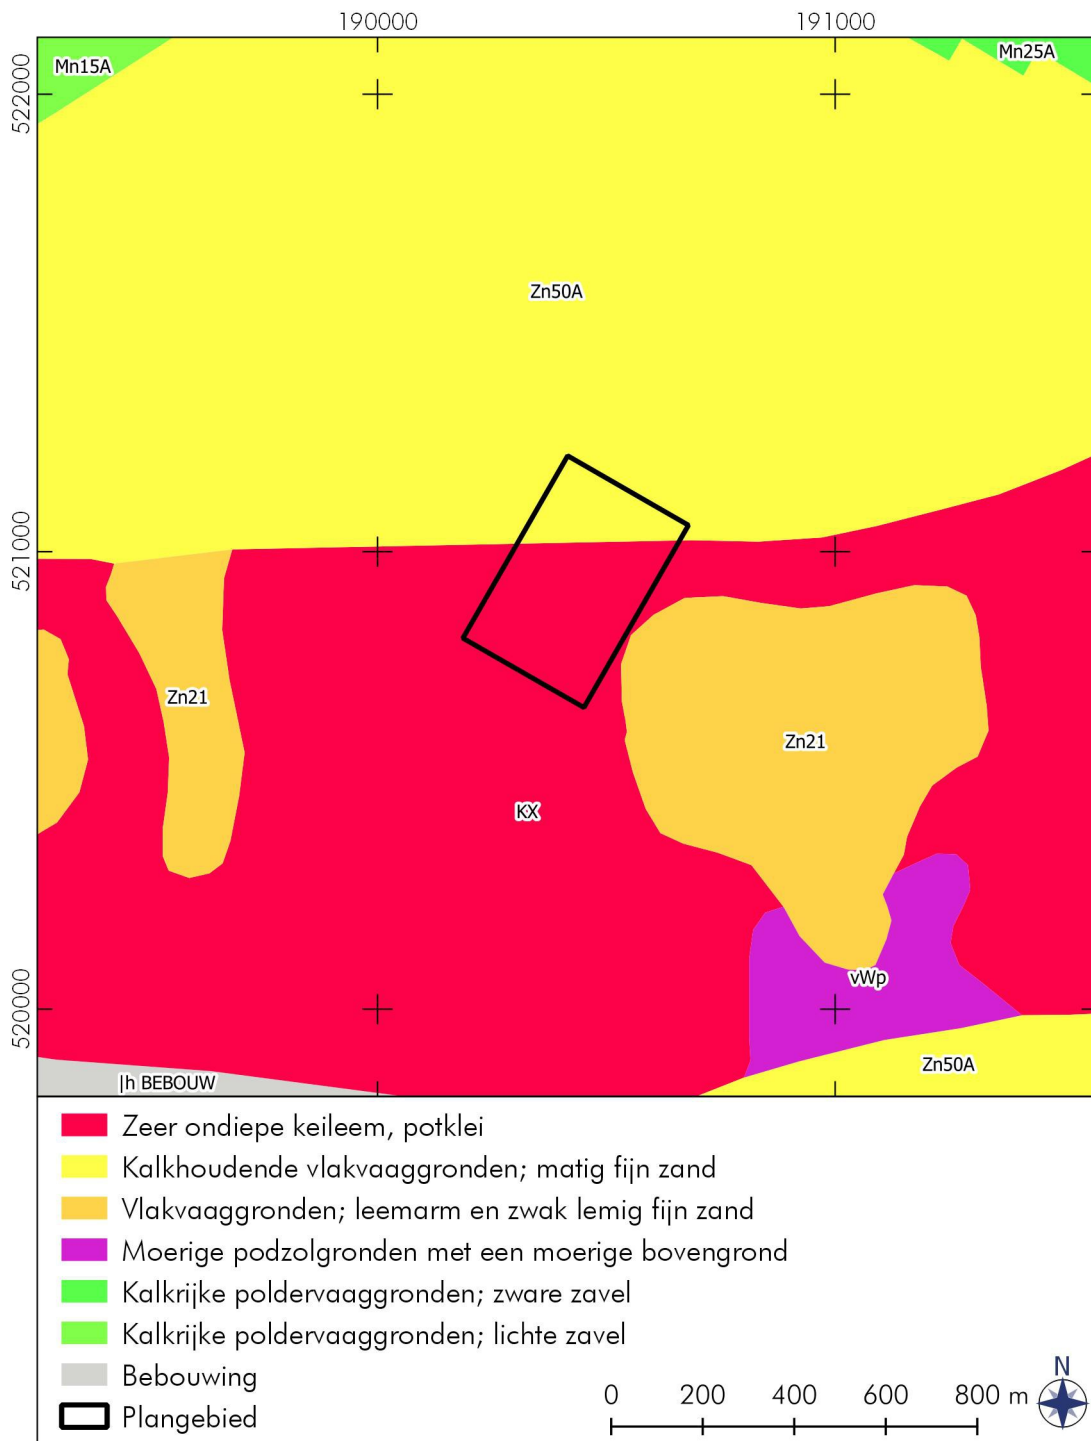 190000
191000
522000
Mn15A
Mn25A
Zn50A
521000
Zn21
Zn21
KX
vWp
520000
Zn50A
|h BEBOUW
Zeer ondiepe keileem, potklei
Kalkhoudende vlakvaaggronden; matig fijn zand
Vlakvaaggronden; leemarm en zwak lemig fijn zand
Moerige podzolgronden met een moerige bovengrond
Kalkrijke poldervaaggronden; zware zavel
Kalkrijke poldervaaggronden; lichte zavel
Bebouwing
Plangebied
0 200 400 600 800 m
N